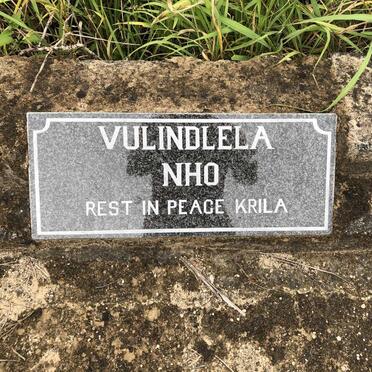 VULINDLELA
NHO
REST IN PEACE KRILA